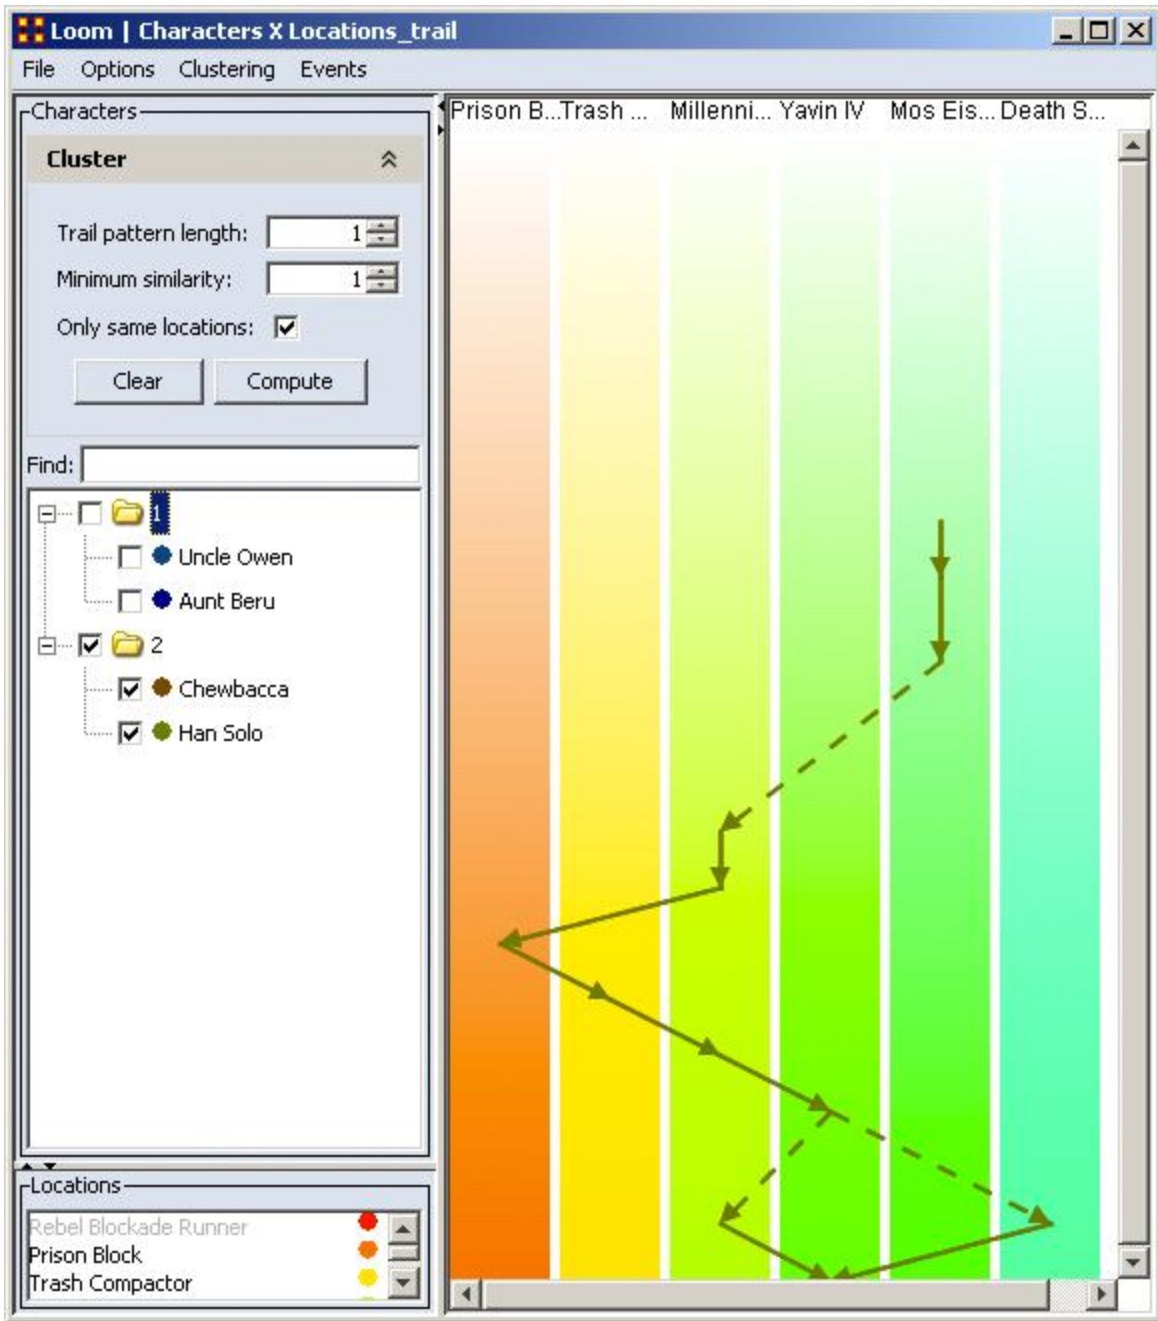 Loom | Characters X Locations_trail
File Options Clustering Events
Characters
Cluster
Trail pattern length: 1
Minimum similarity: 1
Only same locations:
Clear Compute
Find:
1
Uncle Owen
Aunt Beru
2
Chewbacca
Han Solo
Locations
Rebel Blockade Runner
Prison Block
Trash Compactor
Prison B... Trash ... Millenni... Yavin IV Mos Eis... Death S...